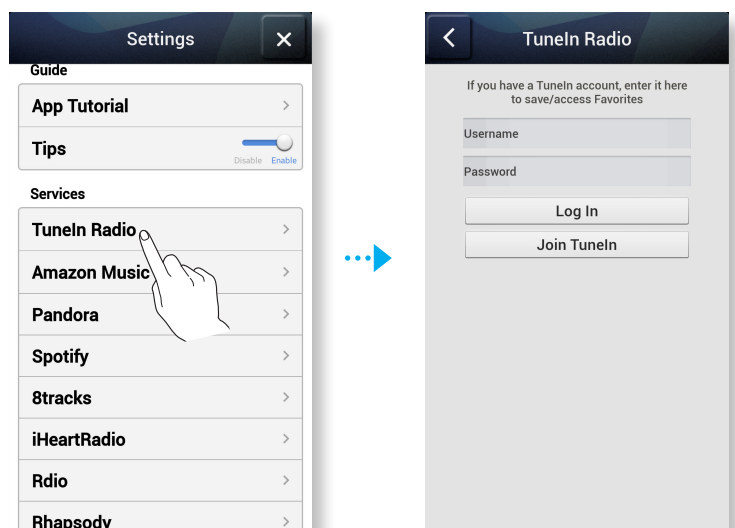 Settings
Guide
App Tutorial
Tips
Disable Enable
Services
TuneIn Radio
Amazon Music
Pandora
Spotify
8tracks
iHeartRadio
Rdio
Rhapsody
TuneIn Radio
If you have a TuneIn account, enter it here
to save/access Favorites
Username
Password
Log In
Join TuneIn